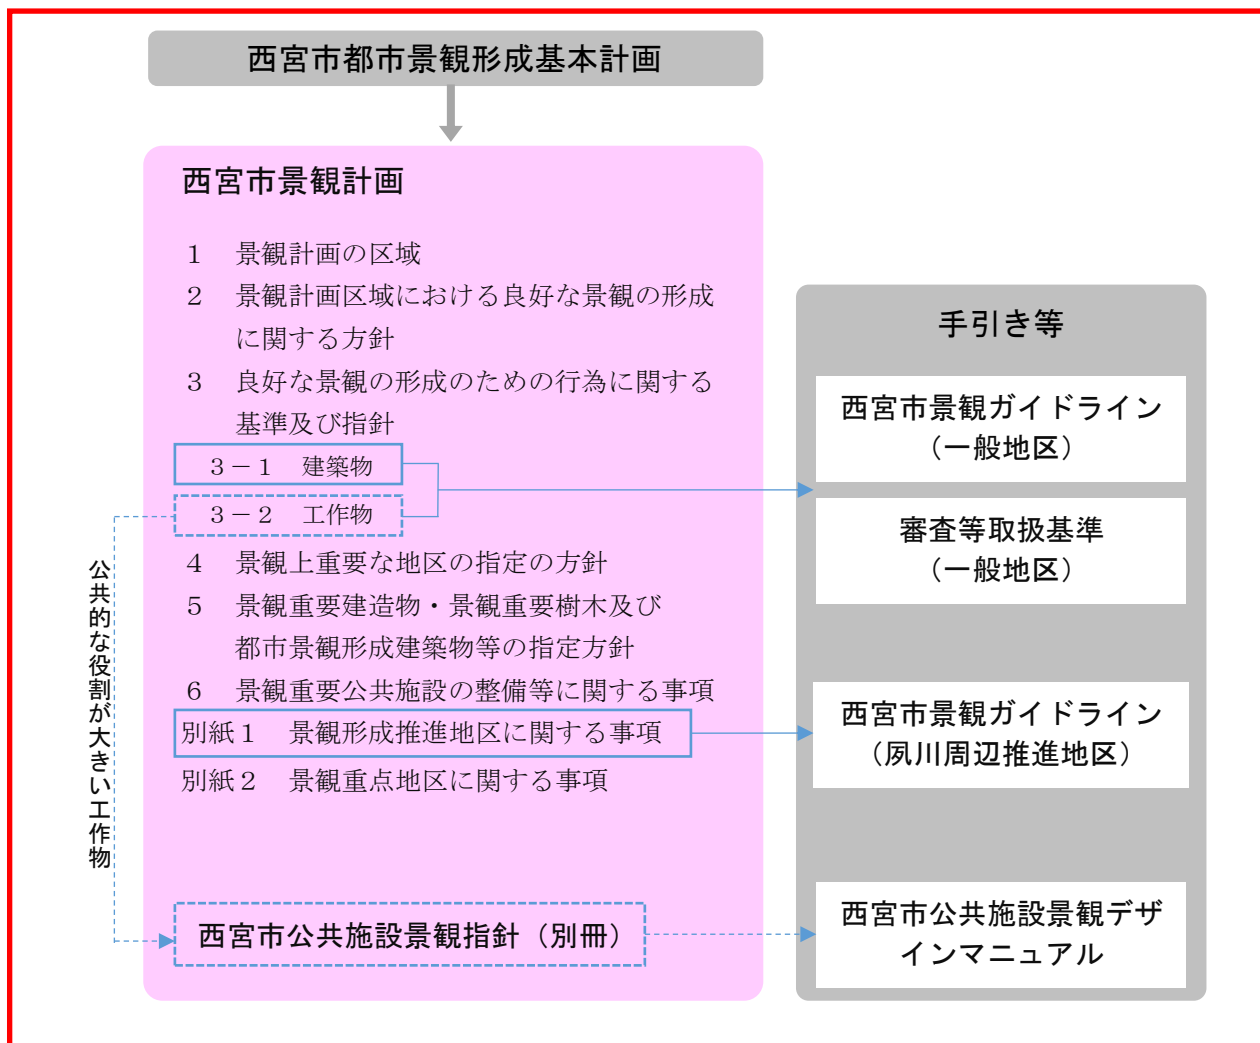 西宮市都市景観形成基本計画
西宮市景観計画
１　景観計画の区域
２　景観計画区域における良好な景観の形成
に関する方針
３　良好な景観の形成のための行為に関する
基準及び指針
３－１　建築物
３－２　工作物
４　景観上重要な地区の指定の方針
５　景観重要建造物・景観重要樹木及び
都市景観形成建築物等の指定方針
６　景観重要公共施設の整備等に関する事項
別紙１　景観形成推進地区に関する事項
別紙２　景観重点地区に関する事項
西宮市公共施設景観指針（別冊）
公共的な役割が大きい工作物
手引き等
西宮市景観ガイドライン
（一般地区）
審査等取扱基準
（一般地区）
西宮市景観ガイドライン
（夙川周辺推進地区）
西宮市公共施設景観デザ
インマニュアル